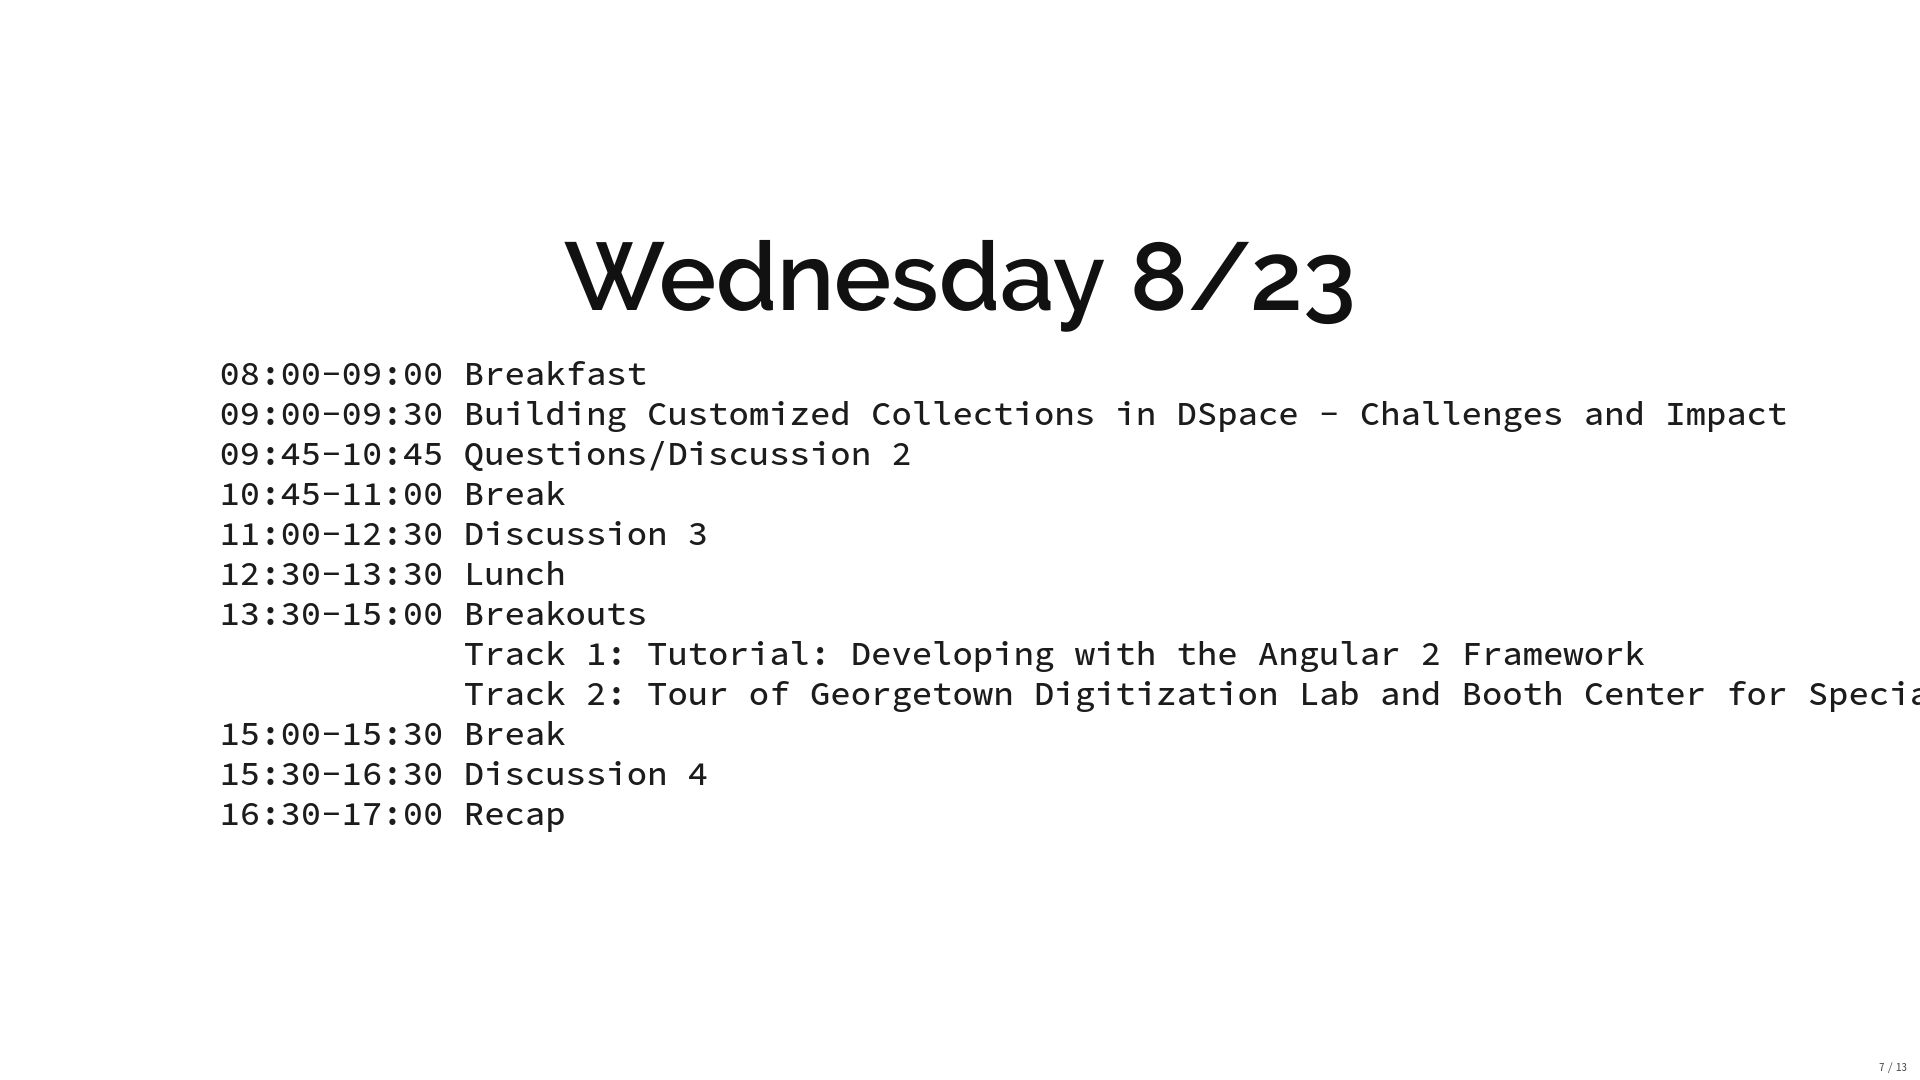 Wednesday 8/23
08:00-09:00 Breakfast
09:00-09:30 Building Customized Collections in DSpace - Challenges and Impact
09:45-10:45 Questions/Discussion 2
10:45-11:00 Break
11:00-12:30 Discussion 3
12:30-13:30 Lunch
13:30-15:00 Breakouts
Track 1: Tutorial: Developing with the Angular 2 Framework
Track 2: Tour of Georgetown Digitization Lab and Booth Center for
15:00-15:30 Break
15:30-16:30 Discussion 4
16:30-17:00 Recap
7 / 13